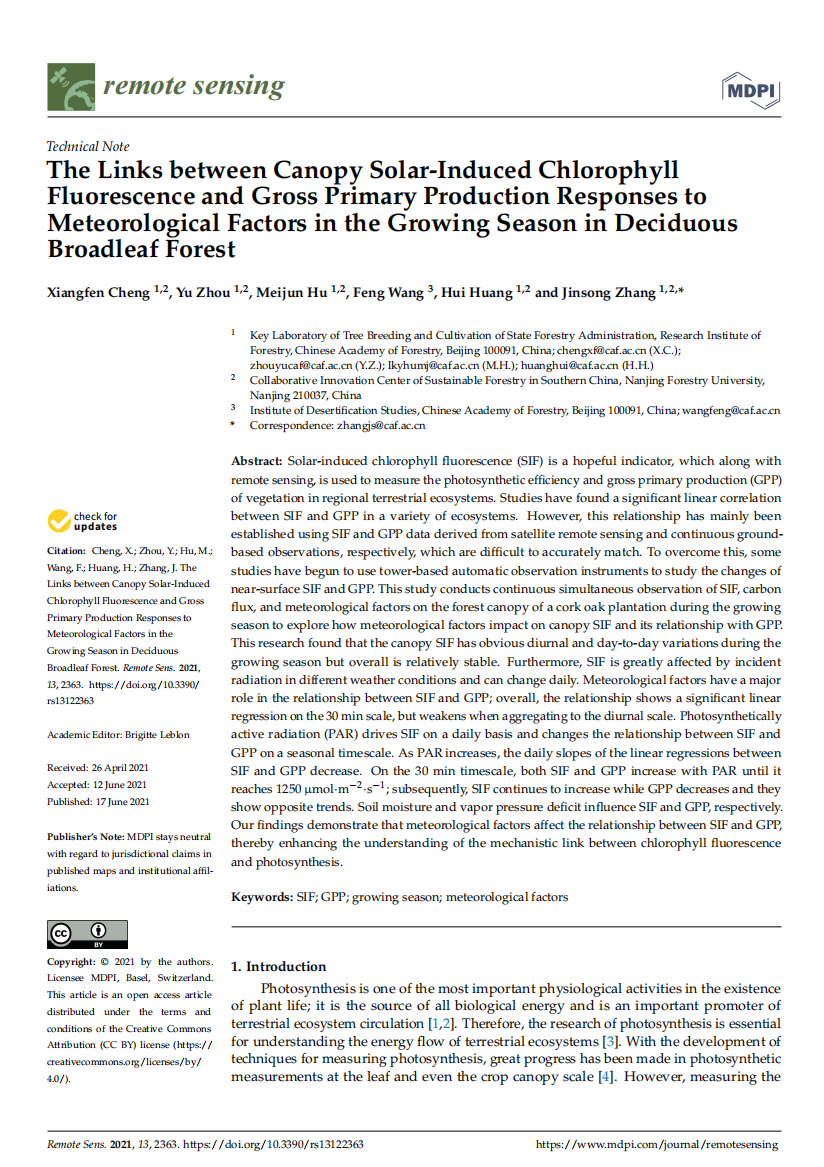 remote sensing
MDPI
Technical Note
The Links between Canopy Solar-Induced Chlorophyll
Fluorescence and Gross Primary Production Responses to
Meteorological Factors in the Growing Season in Deciduous
Broadleaf Forest
Xiangfen Cheng 1,2, Yu Zhou 1,2, Meijun Hu 1,2, Feng Wang 3, Hui Huang 1,2 and Jinsong Zhang 1,2,*
1 Key Laboratory of Tree Breeding and Cultivation of State Forestry Administration, Research Institute of
Forestry, Chinese Academy of Forestry, Beijing 100091, China; chengxf@caf.ac.cn (X.C.);
zhouyucaf@caf.ac.cn (Y.Z.); lkyhumj@caf.ac.cn (M.H.); huanghui@caf.ac.cn (H.H.)
2 Collaborative Innovation Center of Sustainable Forestry in Southern China, Nanjing Forestry University,
Nanjing 210037, China
3 Institute of Desertification Studies, Chinese Academy of Forestry, Beijing 100091, China; wangfeng@caf.ac.cn
* Correspondence: zhangjs@caf.ac.cn
Abstract: Solar-induced chlorophyll fluorescence (SIF) is a hopeful indicator, which along with
remote sensing, is used to measure the photosynthetic efficiency and gross primary production (GPP)
of vegetation in regional terrestrial ecosystems. Studies have found a significant linear correlation
between SIF and GPP in a variety of ecosystems. However, this relationship has mainly been
established using SIF and GPP data derived from satellite remote sensing and continuous ground-
based observations, respectively, which are difficult to accurately match. To overcome this, some
studies have begun to use tower-based automatic observation instruments to study the changes of
near-surface SIF and GPP. This study conducts continuous simultaneous observation of SIF, carbon
flux, and meteorological factors on the forest canopy of a cork oak plantation during the growing
season to explore how meteorological factors impact on canopy SIF and its relationship with GPP.
This research found that the canopy SIF has obvious diurnal and day-to-day variations during the
growing season but overall is relatively stable. Furthermore, SIF is greatly affected by incident
radiation in different weather conditions and can change daily. Meteorological factors have a major
role in the relationship between SIF and GPP; overall, the relationship shows a significant linear
regression on the 30 min scale, but weakens when aggregating to the diurnal scale. Photosynthetically
active radiation (PAR) drives SIF on a daily basis and changes the relationship between SIF and
GPP on a seasonal timescale. As PAR increases, the daily slopes of the linear regressions between
SIF and GPP decrease. On the 30 min timescale, both SIF and GPP increase with PAR until it
reaches 1250 μmol·m−2·s−1; subsequently, SIF continues to increase while GPP decreases and they
show opposite trends. Soil moisture and vapor pressure deficit influence SIF and GPP, respectively.
Our findings demonstrate that meteorological factors affect the relationship between SIF and GPP,
thereby enhancing the understanding of the mechanistic link between chlorophyll fluorescence
and photosynthesis.
Keywords: SIF; GPP; growing season; meteorological factors
check for
updates
Citation: Cheng, X.; Zhou, Y.; Hu, M.;
Wang, F.; Huang, H.; Zhang, J. The
Links between Canopy Solar-Induced
Chlorophyll Fluorescence and Gross
Primary Production Responses to
Meteorological Factors in the
Growing Season in Deciduous
Broadleaf Forest. Remote Sens. 2021,
13, 2363. https://doi.org/10.3390/
rs13122363
Academic Editor: Brigitte Leblon
Received: 26 April 2021
Accepted: 12 June 2021
Published: 17 June 2021
Publisher's Note: MDPI stays neutral
with regard to jurisdictional claims in
published maps and institutional affil-
iations.
cc
BY
Copyright: © 2021 by the authors.
Licensee MDPI, Basel, Switzerland.
This article is an open access article
distributed under the terms and
conditions of the Creative Commons
Attribution (CC BY) license (https://
creativecommons.org/licenses/by/
4.0/).
1. Introduction
Photosynthesis is one of the most important physiological activities in the existence
of plant life; it is the source of all biological energy and is an important promoter of
terrestrial ecosystem circulation [1,2]. Therefore, the research of photosynthesis is essential
for understanding the energy flow of terrestrial ecosystems [3]. With the development of
techniques for measuring photosynthesis, great progress has been made in photosynthetic
measurements at the leaf and even the crop canopy scale [4]. However, measuring the
Remote Sens. 2021, 13, 2363. https://doi.org/10.3390/rs13122363
https://www.mdpi.com/journal/remotesensing